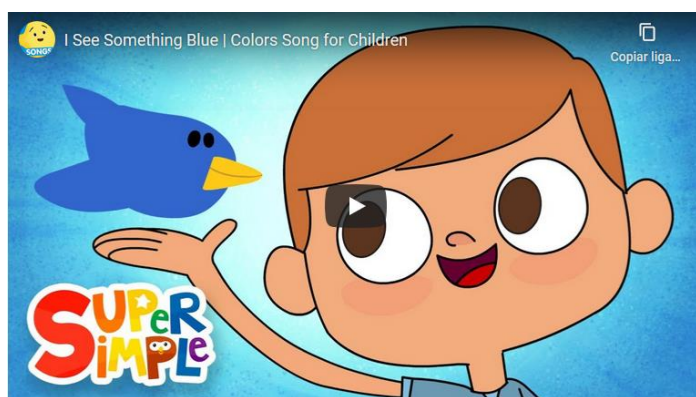 I See Something Blue | Colors Song for Children
Copiar liga...
SONGS
SUPER
SiMPLe